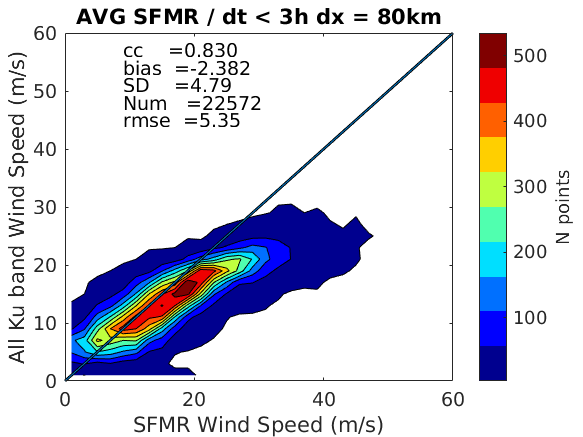 AVG SFMR / dt < 3h dx = 80km
cc =0.830
bias =-2.382
SD =4.79
Num =22572
rmse =5.35
All Ku band Wind Speed (m/s)
60
50
40
30
20
10
0
0 20 40 60
SFMR Wind Speed (m/s)
500
400
300
200
100
N points